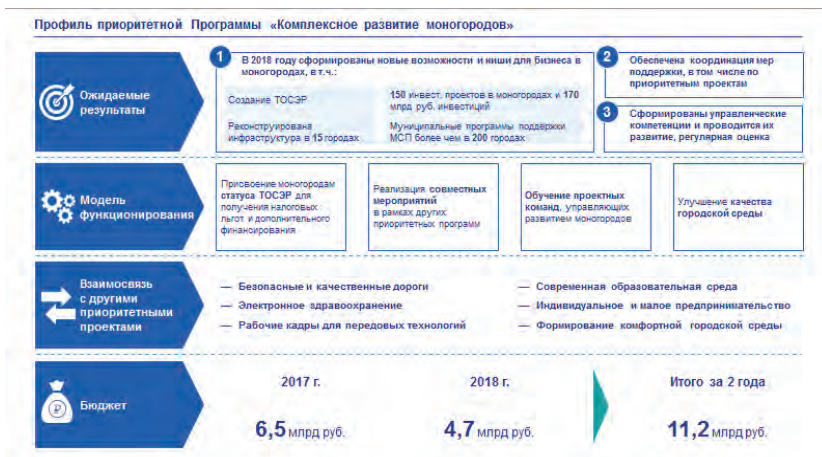 Профиль приоритетной Программы «Комплексное развитие моногородов»
Ожидаемые
результаты
1
В 2018 году сформированы новые возможности и ниши для бизнеса в
моногородах, в т.ч.:
Создание ТОСЭР
150 инвест. проектов в моногородах и 170
млрд руб. инвестиций
Реконструирована
инфраструктура в 15 городах
Муниципальные программы поддержки
МСП более чем в 200 городах
2
Обеспечена координация мер
поддержки, в том числе по
приоритетным проектам
3
Сформированы управленческие
компетенции и проводится их
развитие, регулярная оценка
Модель
функционирования
Присвоение моногородам
статуса ТОСЭР для
получения налоговых
льгот и дополнительного
финансирования
Реализация совместных
мероприятий
в рамках других
приоритетных программ
Обучение проектных
команд, управляющих
развитием моногородов
Улучшение качества
городской среды
Взаимосвязь
с другими
приоритетными
проектами
— Безопасные и качественные дороги
— Электронное здравоохранение
— Рабочие кадры для передовых технологий
— Современная образовательная среда
— Индивидуальное и малое предпринимательство
— Формирование комфортной городской среды
Бюджет
2017 г.
6,5 млрд руб.
2018 г.
4,7 млрд руб.
Итого за 2 года
11,2 млрд руб.